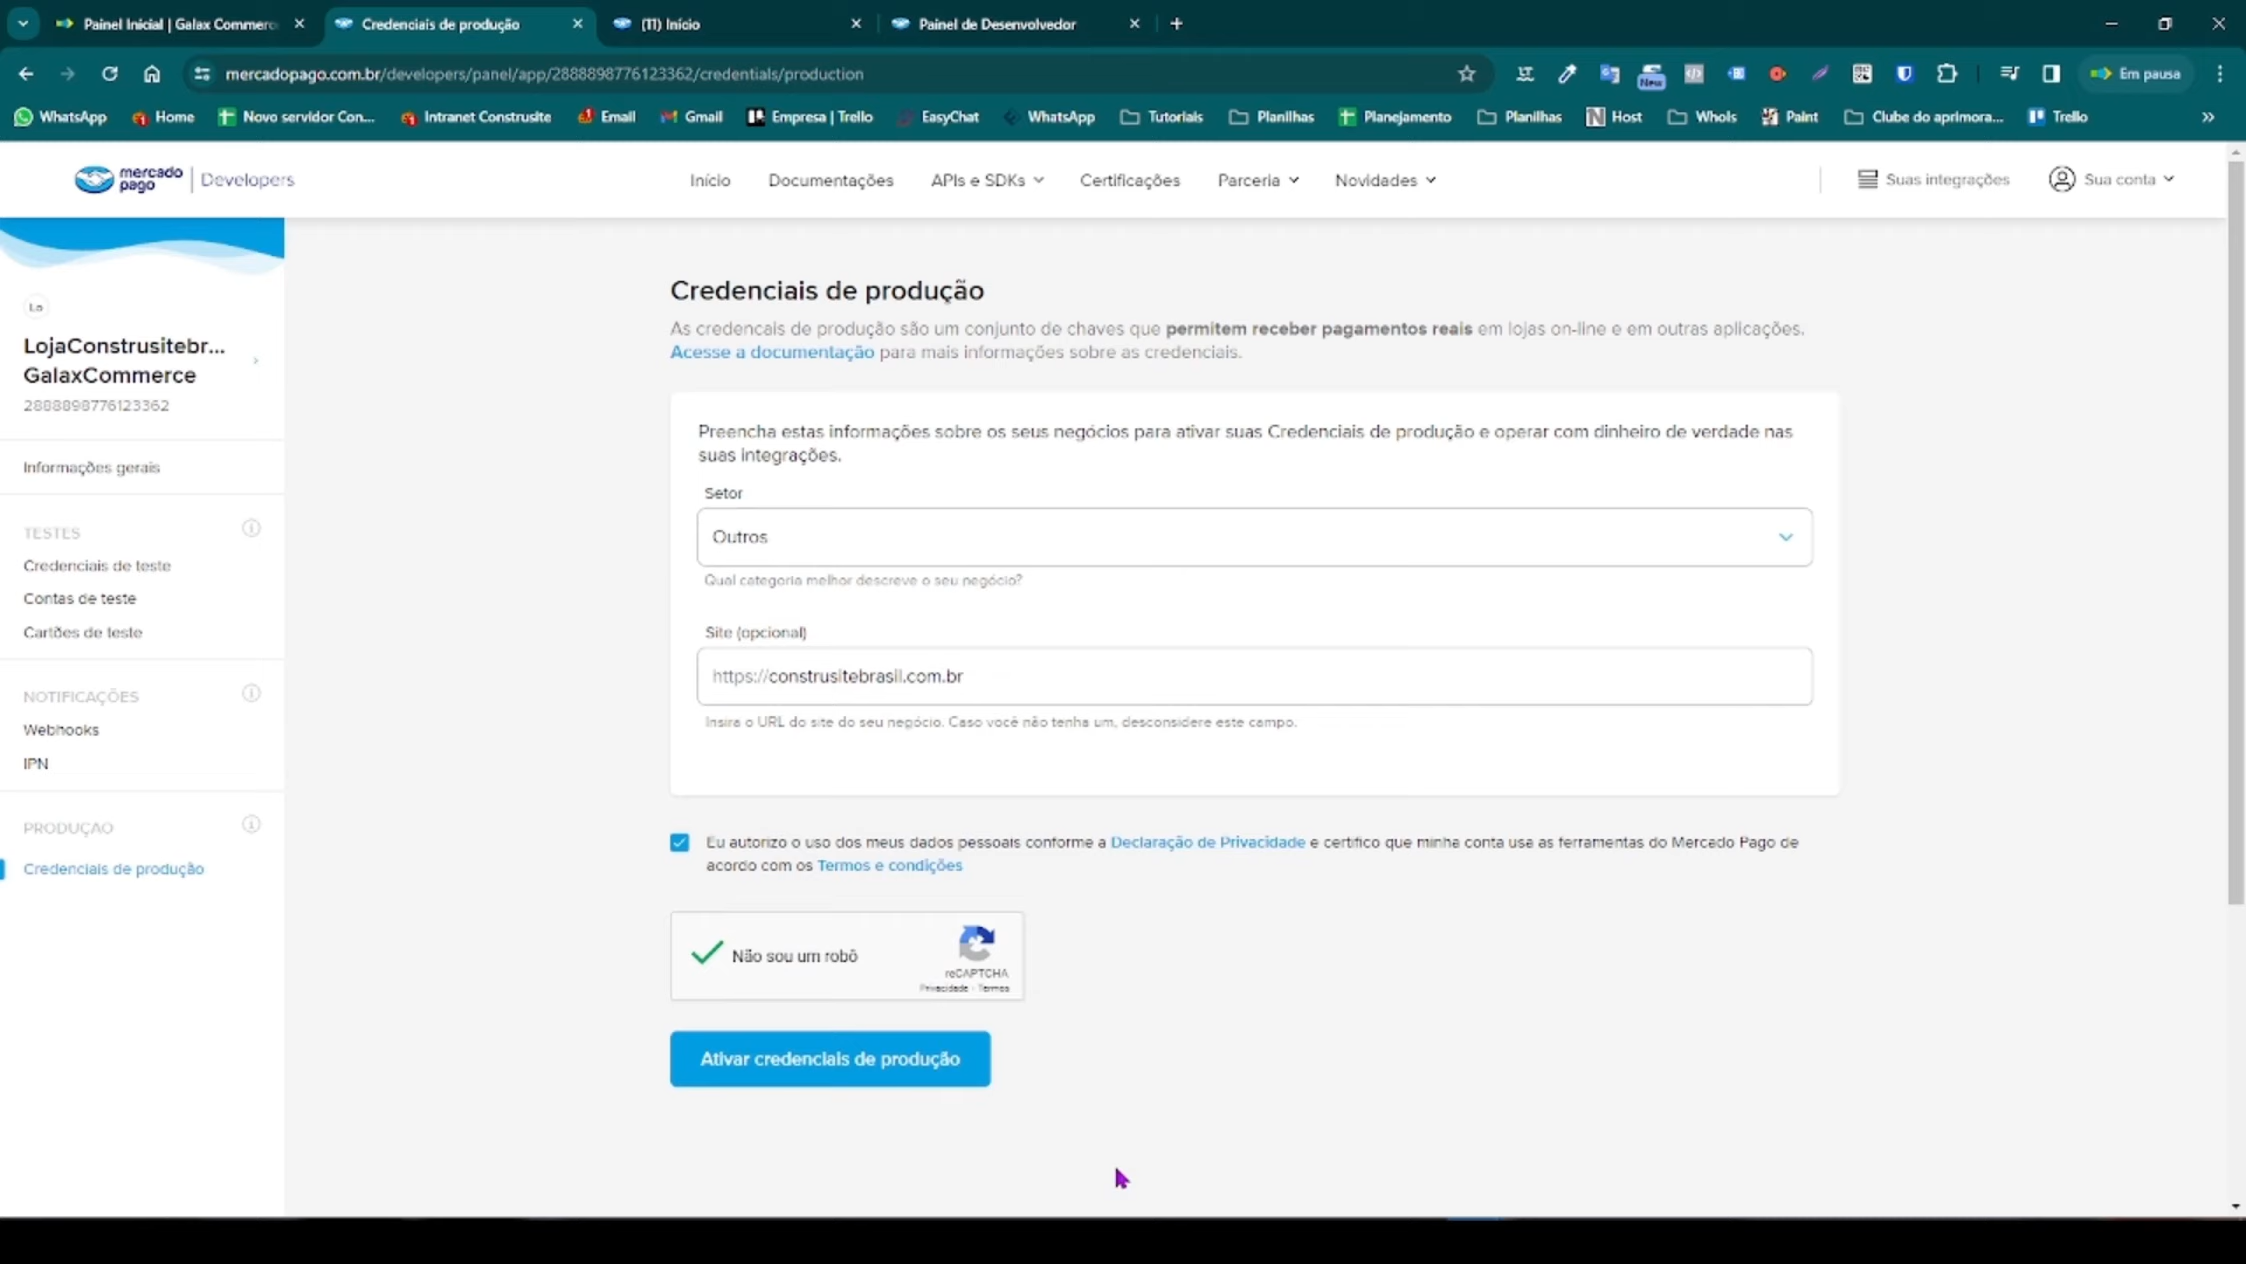 Painel Inicial | Galax Commerc
Credenciais de produção
(11) Início
Painel de Desenvolvedor
mercadopago.com.br/developers/panel/app/2888898776123362/credentials/production
New
Em pausa
WhatsApp
Home
Novo servidor Con...
Intranet Construsite
Email
Gmail
Empresa | Trello
EasyChat
WhatsApp
Tutoriais
Planilhas
Planejamento
Planilhas
Host
WhoIs
Paint
Clube do aprimora...
Trello
mercado pago
Developers
Início
Documentações
APIs e SDKs
Certificações
Parceria
Novidades
Suas integrações
Sua conta
Lo
LojaConstrusitebr...
GalaxCommerce
2888898776123362
Informações gerais
TESTES
Credenciais de teste
Contas de teste
Cartões de teste
NOTIFICAÇÕES
Webhooks
IPN
PRODUÇÃO
Credenciais de produção
Credenciais de produção
As credencais de produção são um conjunto de chaves que permitem receber pagamentos reais em lojas on-line e em outras aplicações.
Acesse a documentação para mais informações sobre as credenciais.
Preencha estas informações sobre os seus negócios para ativar suas Credenciais de produção e operar com dinheiro de verdade nas
suas integrações.
Setor
Outros
Qual categoria melhor descreve o seu negócio?
Site (opcional)
https://construsitebrasil.com.br
Insira o URL do site do seu negócio. Caso você não tenha um, desconsidere este campo.
Eu autorizo o uso dos meus dados pessoais conforme a Declaração de Privacidade e certifico que minha conta usa as ferramentas do Mercado Pago de
acordo com os Termos e condições
Não sou um robô
reCAPTCHA
Privacidade - Termos
Ativar credenciais de produção